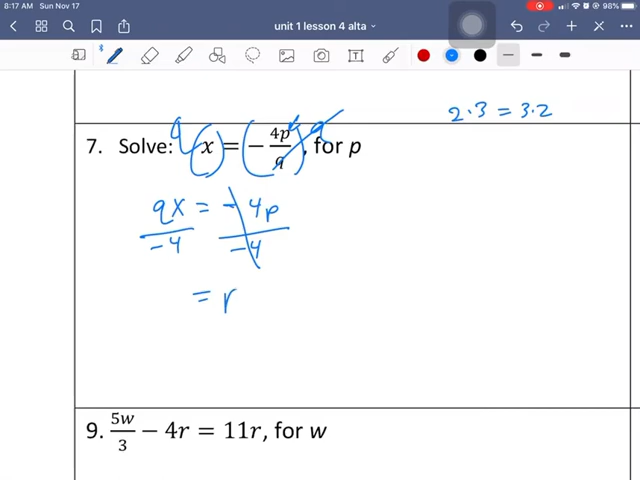 8:17 AM Sun Nov 17
98%
unit 1 lesson 4 alta
2·3 = 3·2
7. Solve: q(x) = (-4p/q)q, for p
qx = -4p
-4 -4
= r
9. 5w/3 − 4r = 11r, for w